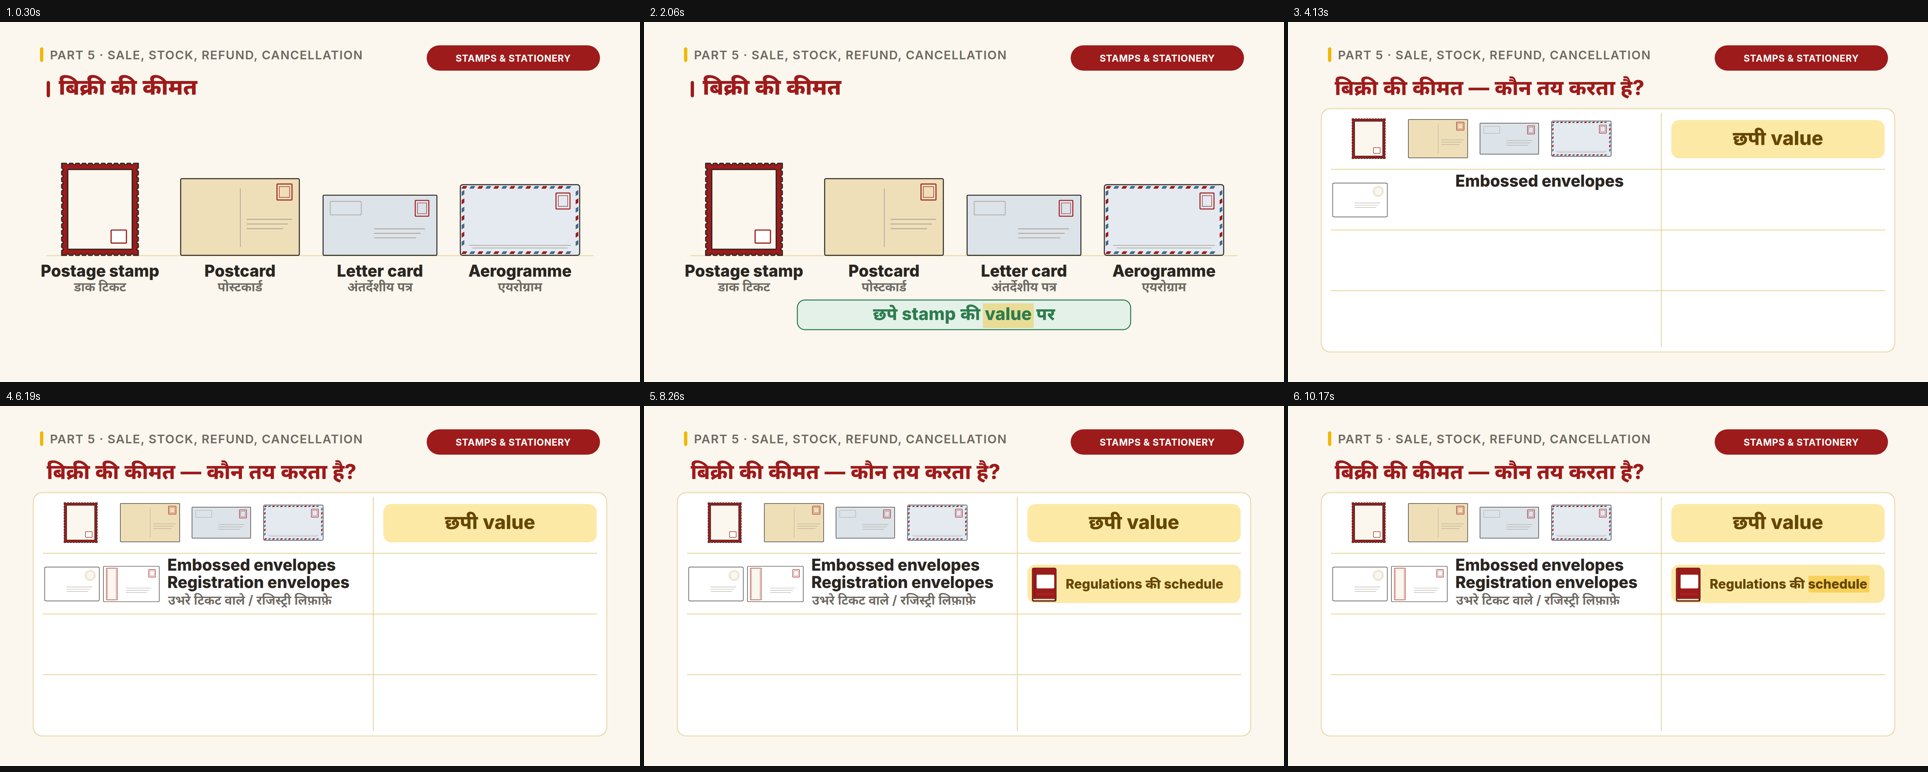 1. 0.30s
PART 5 · SALE, STOCK, REFUND, CANCELLATION
STAMPS & STATIONERY
बिक्री की कीमत
Postage stamp
डाक टिकट
Postcard
पोस्टकार्ड
Letter card
अंतर्देशीय पत्र
Aerogramme
एयरोग्राम
2. 2.06s
PART 5 · SALE, STOCK, REFUND, CANCELLATION
STAMPS & STATIONERY
बिक्री की कीमत
Postage stamp
डाक टिकट
Postcard
पोस्टकार्ड
Letter card
अंतर्देशीय पत्र
Aerogramme
एयरोग्राम
छपे stamp की value पर
3. 4.13s
PART 5 · SALE, STOCK, REFUND, CANCELLATION
STAMPS & STATIONERY
बिक्री की कीमत — कौन तय करता है?
छपी value
Embossed envelopes
4. 6.19s
PART 5 · SALE, STOCK, REFUND, CANCELLATION
STAMPS & STATIONERY
बिक्री की कीमत — कौन तय करता है?
छपी value
Embossed envelopes
Registration envelopes
उभरे टिकट वाले / रजिस्ट्री लिफ़ाफ़े
5. 8.26s
PART 5 · SALE, STOCK, REFUND, CANCELLATION
STAMPS & STATIONERY
बिक्री की कीमत — कौन तय करता है?
छपी value
Embossed envelopes
Registration envelopes
उभरे टिकट वाले / रजिस्ट्री लिफ़ाफ़े
Regulations की schedule
6. 10.17s
PART 5 · SALE, STOCK, REFUND, CANCELLATION
STAMPS & STATIONERY
बिक्री की कीमत — कौन तय करता है?
छपी value
Embossed envelopes
Registration envelopes
उभरे टिकट वाले / रजिस्ट्री लिफ़ाफ़े
Regulations की schedule